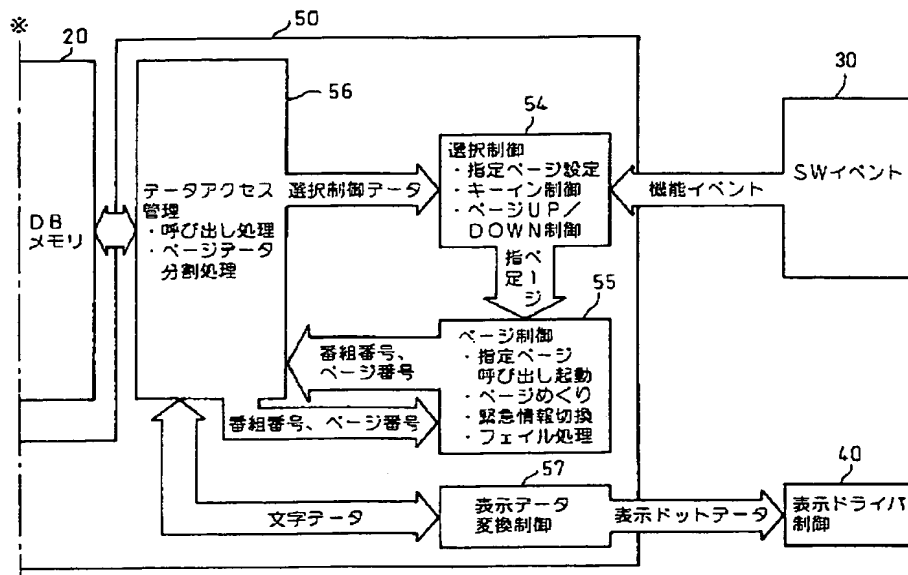 ※
20
50
56
54
30
データアクセス
管理
・呼び出し処理
・ページデータ
分割処理
DB
メモリ
選択制御データ
選択制御
・指定ページ設定
・キーイン制御
・ページUP/
DOWN制御
機能イベント
SWイベント
指定ページ
55
ページ制御
・指定ページ
呼び出し起動
・ページめくり
・緊急情報切換
・フェイル処理
番組番号、
ページ番号
番組番号、ページ番号
57
40
文字データ
表示データ
変換制御
表示ドットデータ
表示ドライバ
制御